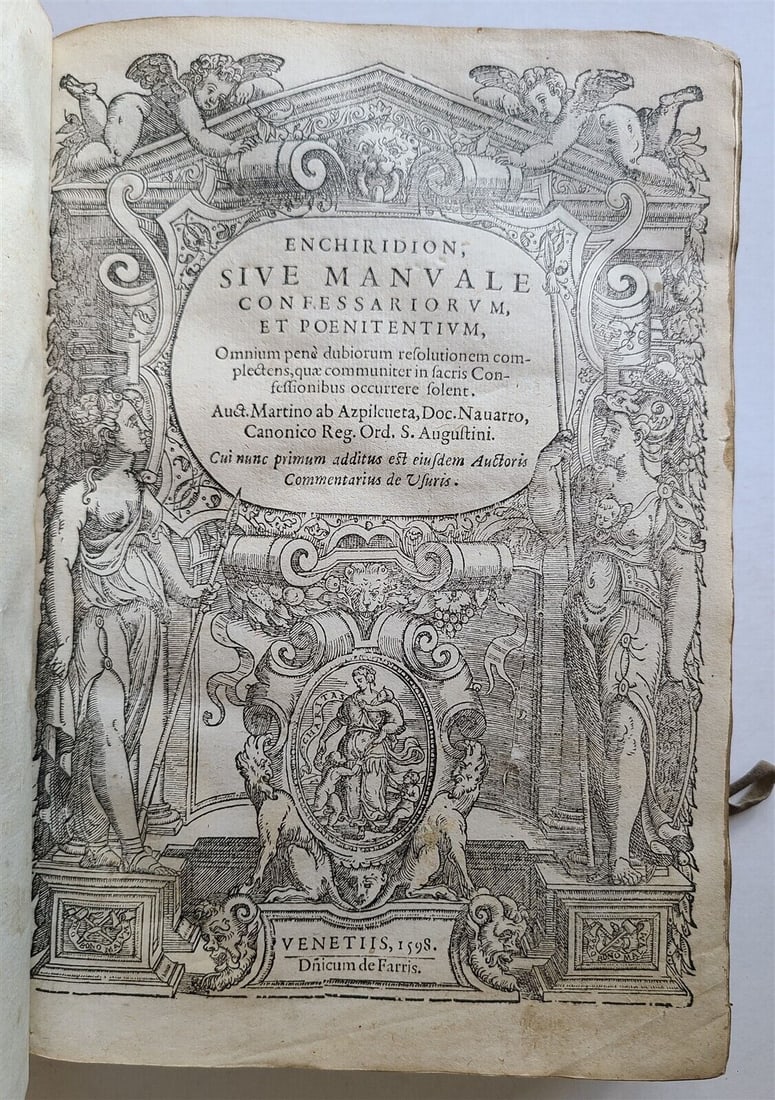 ENCHIRIDION,
SIVE MANVALE
CONFESSARIORVM,
ET POENITENTIVM,
Omnium penè dubiorum reſolutionem com-
plectens, quæ communiter in ſacris Con-
feſſionibus occurrere ſolent.
Auct. Martino ab Azpilcueta, Doc. Nauarro,
Canonico Reg. Ord. S. Auguſtini.
Cui nunc primum additus eſt eiuſdem Auctoris
Commentarius de Vſuris.
VENETIIS, 1598.
Dñicum de Farris.